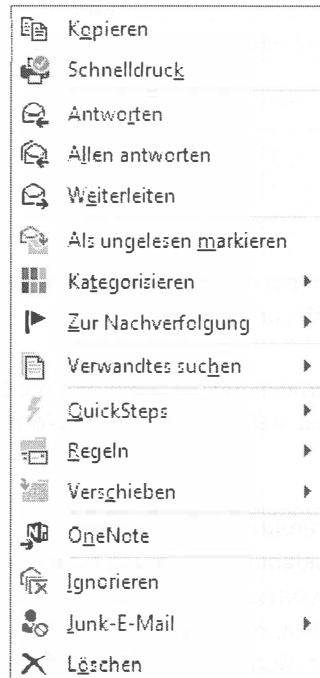 Kopieren
Schnelldruck
Antworten
Allen antworten
Weiterleiten
Als ungelesen markieren
Kategorisieren
Zur Nachverfolgung
Verwandtes suchen
QuickSteps
Regeln
Verschieben
OneNote
Ignorieren
Junk-E-Mail
Löschen